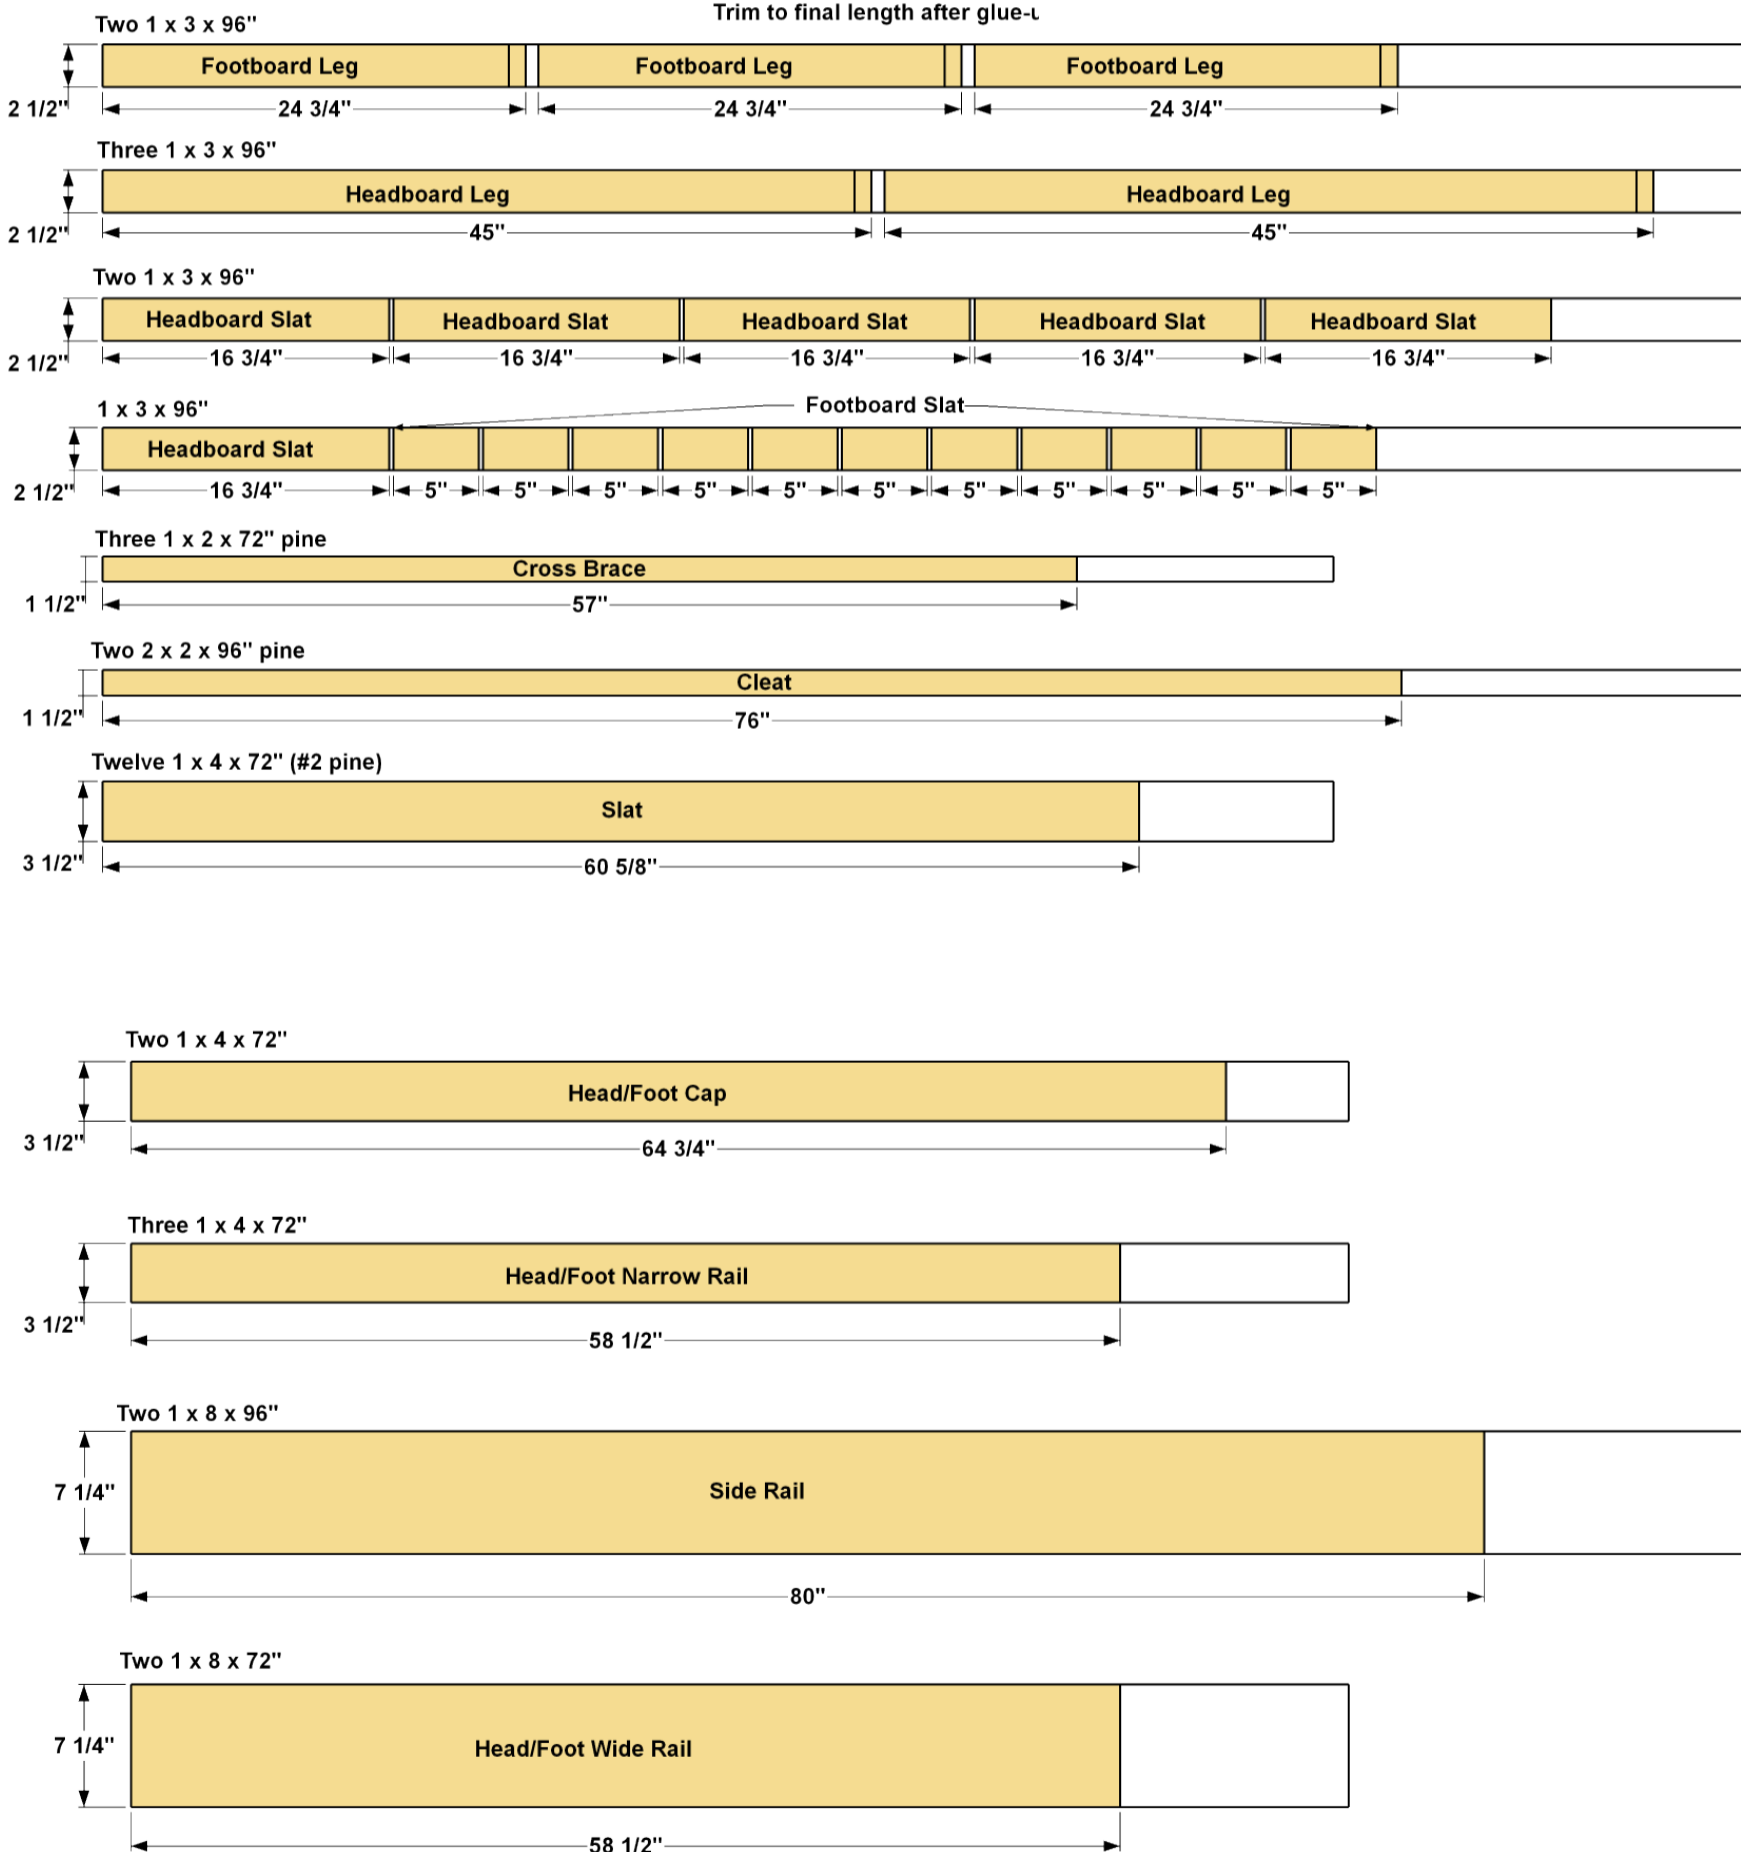 Trim to final length after glue-
Two 1 x 3 x 96"
Footboard Leg Footboard Leg Footboard Leg
2 1/2" 24 3/4" 24 3/4" 24 3/4"
Three 1 x 3 x 96"
Headboard Leg Headboard Leg
2 1/2" 45" 45"
Two 1 x 3 x 96"
Headboard Slat Headboard Slat Headboard Slat Headboard Slat Headboard Slat
2 1/2" 16 3/4" 16 3/4" 16 3/4" 16 3/4" 16 3/4"
1 x 3 x 96" Footboard Slat
Headboard Slat
2 1/2" 16 3/4" 5" 5" 5" 5" 5" 5" 5" 5" 5" 5" 5"
Three 1 x 2 x 72" pine
Cross Brace
1 1/2" 57"
Two 2 x 2 x 96" pine
Cleat
1 1/2" 76"
Twelve 1 x 4 x 72" (#2 pine)
Slat
3 1/2" 60 5/8"
Two 1 x 4 x 72"
Head/Foot Cap
3 1/2" 64 3/4"
Three 1 x 4 x 72"
Head/Foot Narrow Rail
3 1/2" 58 1/2"
Two 1 x 8 x 96"
7 1/4" Side Rail
80"
Two 1 x 8 x 72"
7 1/4" Head/Foot Wide Rail
58 1/2"